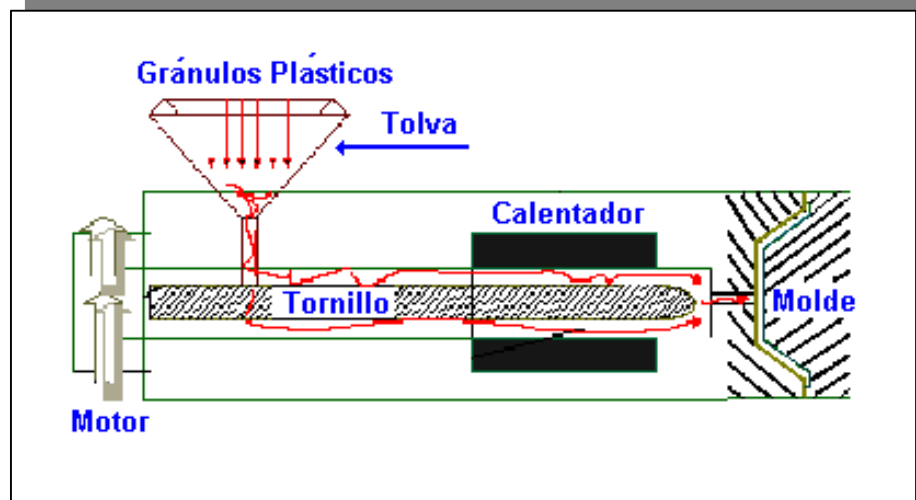 Gránulos Plásticos
Tolva
Calentador
Tornillo
Molde
Motor